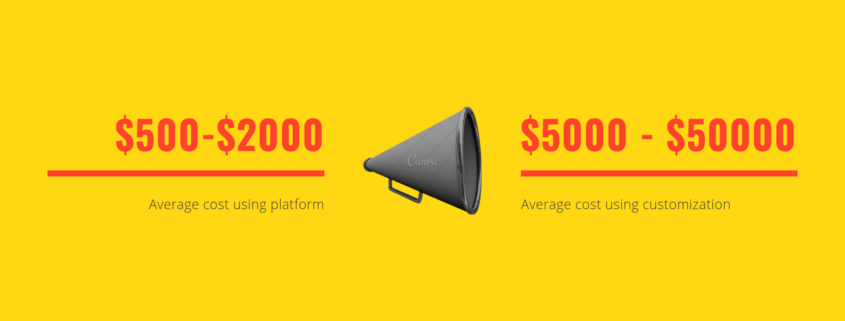 $500-$2000
Average cost using platform
Canva
$5000 - $50000
Average cost using customization